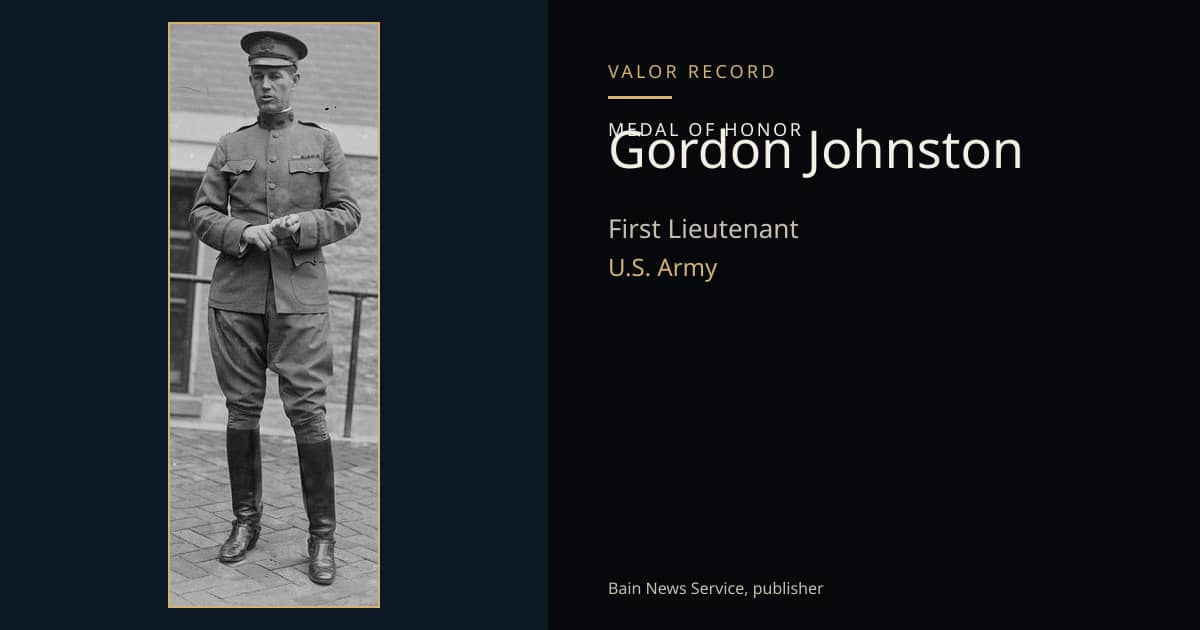 VALOR RECORD
MEDAL OF HONOR
Gordon Johnston
First Lieutenant
U.S. Army
Bain News Service, publisher